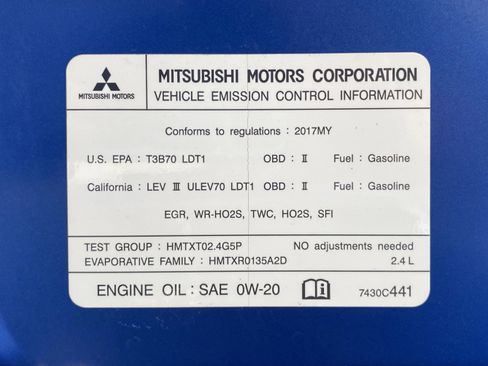 MITSUBISHI MOTORS
MITSUBISHI MOTORS CORPORATION
VEHICLE EMISSION CONTROL INFORMATION
Conforms to regulations : 2017MY
U.S. EPA : T3B70 LDT1 OBD : II Fuel : Gasoline
California : LEV III ULEV70 LDT1 OBD : II Fuel : Gasoline
EGR, WR-HO2S, TWC, HO2S, SFI
TEST GROUP : HMTXT02.4G5P NO adjustments needed
EVAPORATIVE FAMILY : HMTXR0135A2D 2.4 L
ENGINE OIL : SAE 0W-20 7430C441